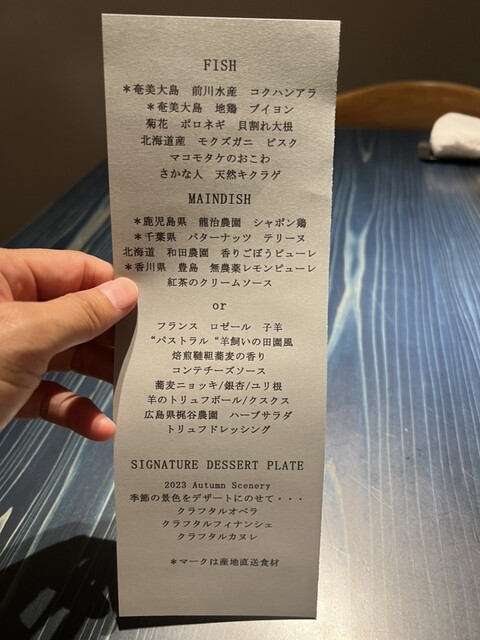 FISH
*奄美大島 前川水産 コクハンアラ
*奄美大島 地鶏 ブイヨン
菊花 ポロネギ 貝割れ大根
北海道産 モクズガニ ビスク
マコモタケのおこわ
さかな人 天然キクラゲ
MAINDISH
*鹿児島県 龍治農園 シャポン鶏
*千葉県 バターナッツ テリーヌ
北海道 和田農園 香りごぼうピューレ
*香川県 豊島 無農薬レモンピューレ
紅茶のクリームソース
or
フランス ロゼール 子羊
“パストラル“羊飼いの田園風
焙煎韃靼蕎麦の香り
コンテチーズソース
蕎麦ニョッキ/銀杏/ユリ根
羊のトリュフボール/クスクス
広島県梶谷農園 ハーブサラダ
トリュフドレッシング
SIGNATURE DESSERT PLATE
2023 Autumn Scenery
季節の景色をデザートにのせて・・・
クラフタルオペラ
クラフタルフィナンシェ
クラフタルカヌレ
*マークは産地直送食材